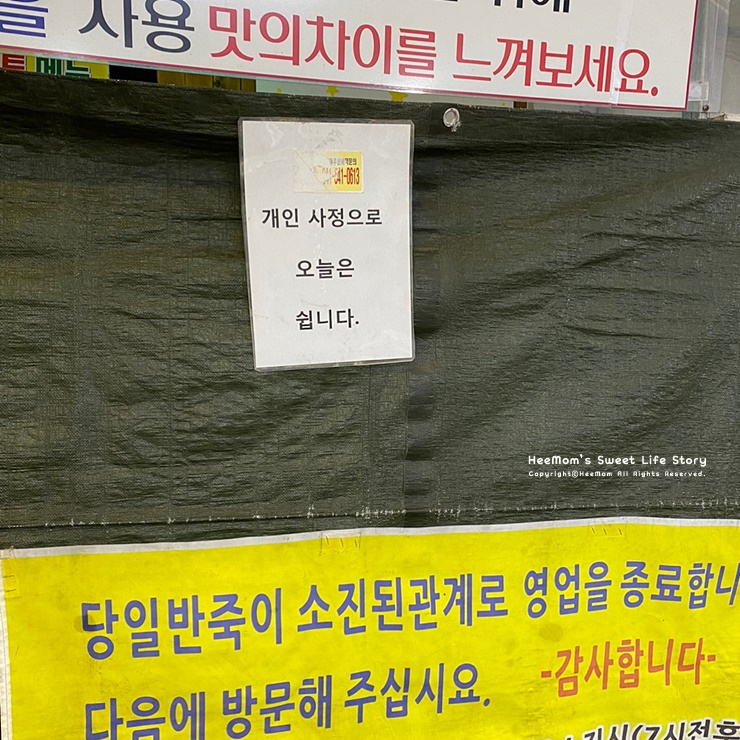 사용 맛의차이를 느껴보세요.
541-0613
개인 사정으로
오늘은
쉽니다.
HeeMom's Sweet Life Story
Copyright©HeeMom All Rights Reserved.
당일반죽이 소진된관계로 영업을 종료합니
다음에 방문해 주십시요.
-감사합니다-